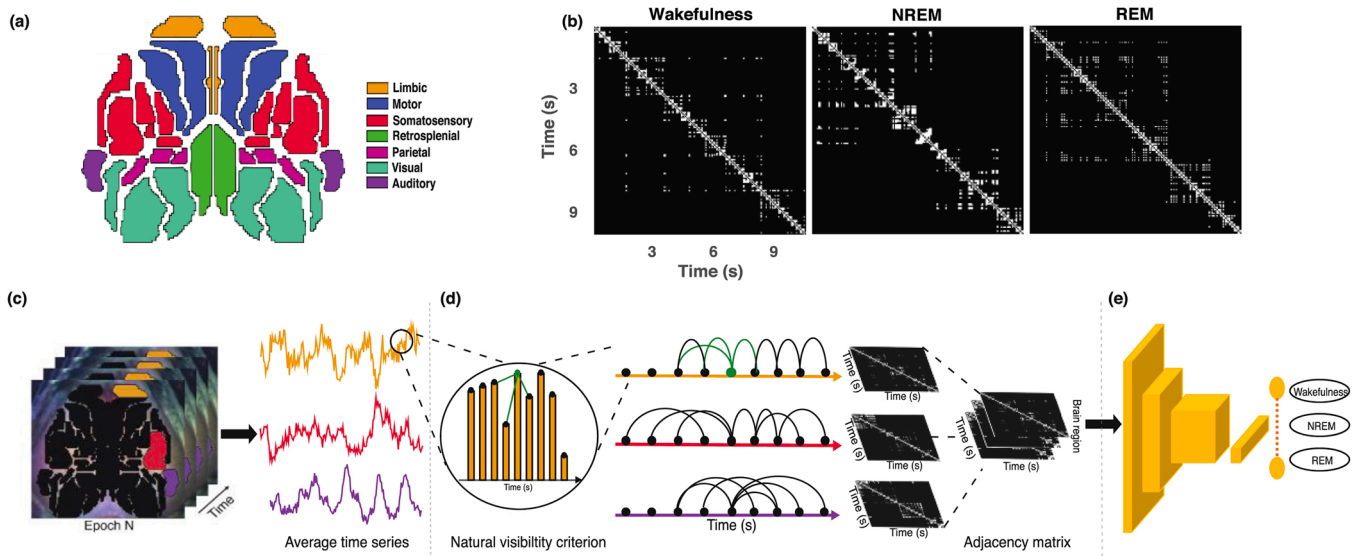 (a)
Limbic
Motor
Somatosensory
Retrosplenial
Parietal
Visual
Auditory
(b)
Wakefulness
NREM
REM
Time (s)
3
6
9
3
6
9
Time (s)
(c)
Epoch N
Time
Average time series
(d)
Time (s)
Natural visibiltiy criterion
Time (s)
Time (s)
Time (s)
Time (s)
Time (s)
Time (s)
Time (s)
Time (s)
Time (s)
Brain region
Adjacency matrix
(e)
Wakefulness
NREM
REM